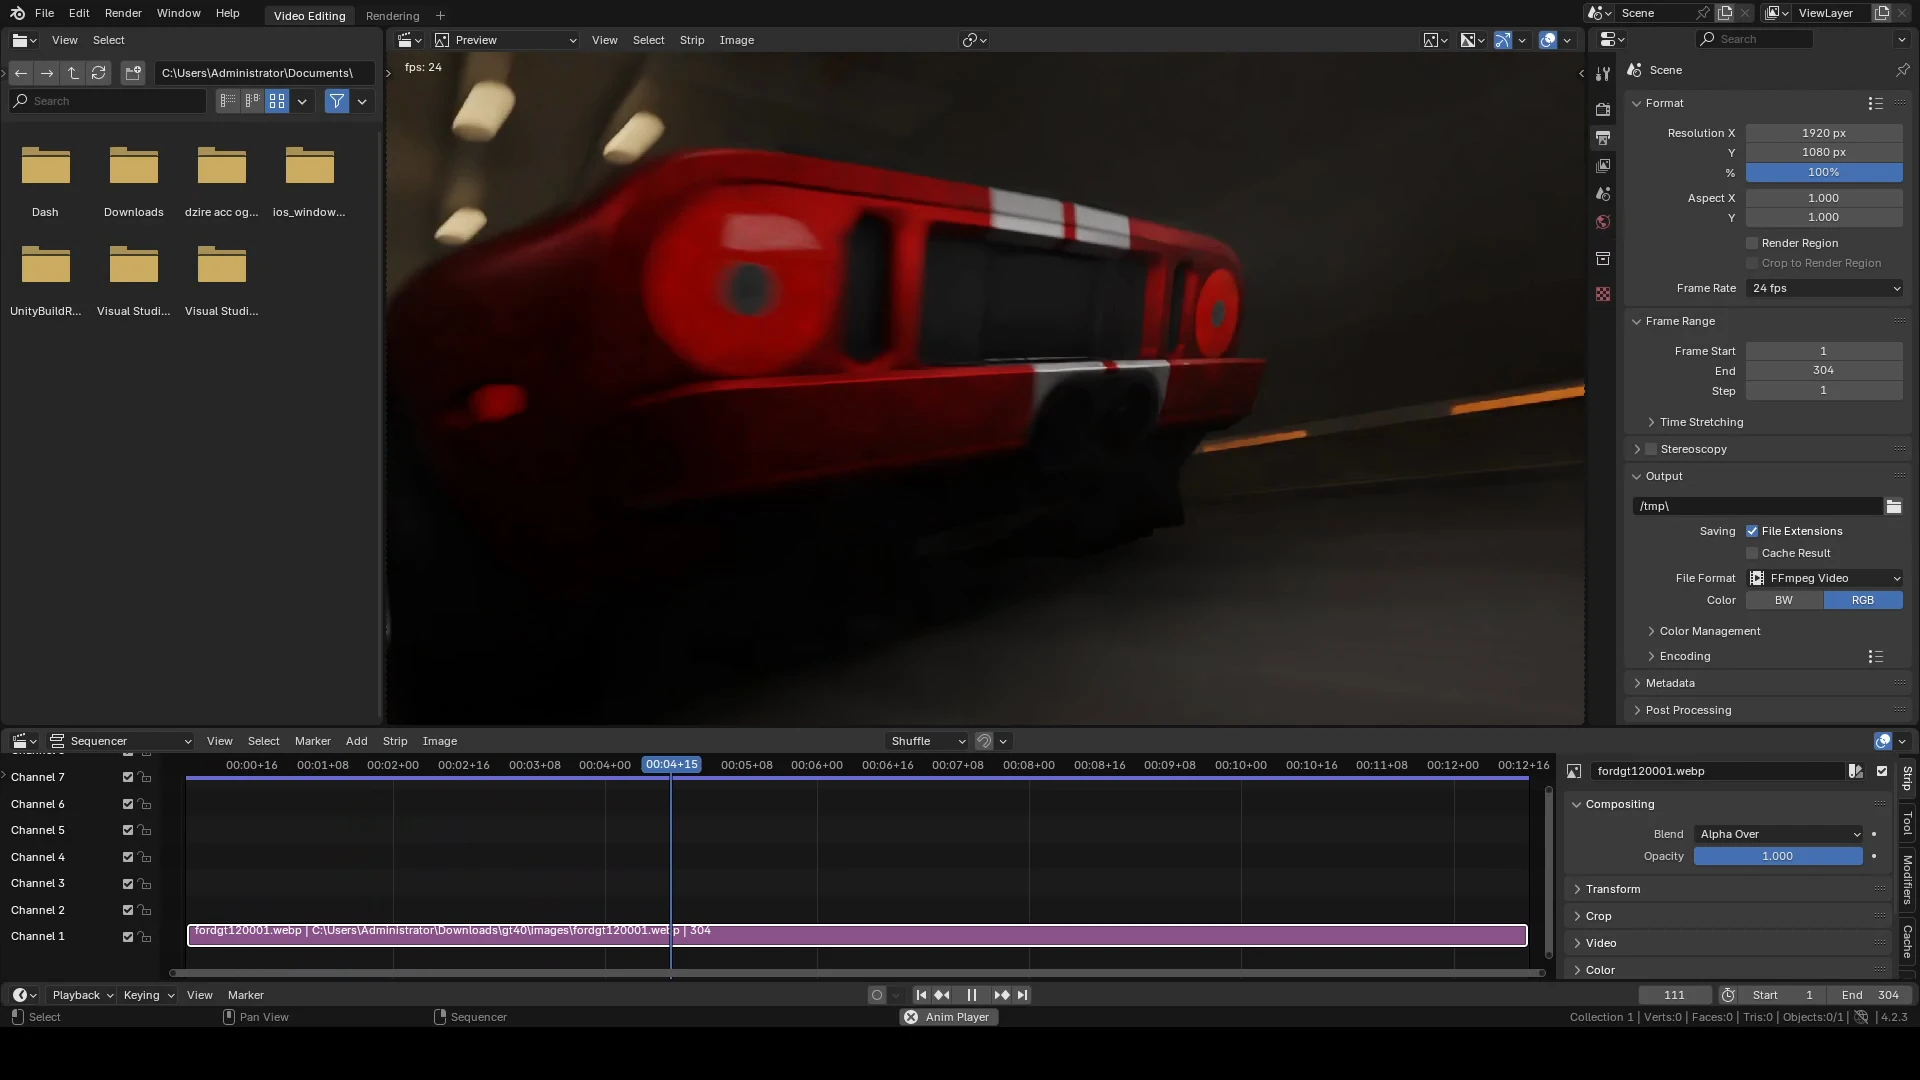 File Edit Render Window Help Video Editing Rendering + Scene ViewLayer
View Select Preview View Select Strip Image Search
fps: 24
C:\Users\Administrator\Documents\
Scene
Search
Format
Resolution X 1920 px
Y 1080 px
% 100%
Aspect X 1.000
Y 1.000
Render Region
Crop to Render Region
Frame Rate 24 fps
Dash Downloads dzire acc og... ios_window...
UnityBuildR... Visual Studi... Visual Studi...
Frame Range
Frame Start 1
End 304
Step 1
Time Stretching
Stereoscopy
Output
/tmp\
Saving File Extensions
Cache Result
File Format FFmpeg Video
Color BW RGB
Color Management
Encoding
Metadata
Post Processing
Sequencer View Select Marker Add Strip Image Shuffle
00:00+16 00:01+08 00:02+00 00:02+16 00:03+08 00:04+00 00:04+15 00:05+08 00:06+00 00:06+16 00:07+08 00:08+00 00:08+16 00:09+08 00:10+00 00:10+16 00:11+08 00:12+00 00:12+16
Channel 7
Channel 6
Channel 5
Channel 4
Channel 3
Channel 2
Channel 1
fordgt120001.webp | C:\Users\Administrator\Downloads\gt40\images\fordgt120001.webp | 304
fordgt120001.webp
Compositing
Blend Alpha Over
Opacity 1.000
Transform
Crop
Video
Color
Strip
Tool
Modifiers
Cache
Playback Keying View Marker 111 Start 1 End 304
Select Pan View Sequencer Anim Player Collection 1 | Verts:0 | Faces:0 | Tris:0 | Objects:0/1 | 4.2.3